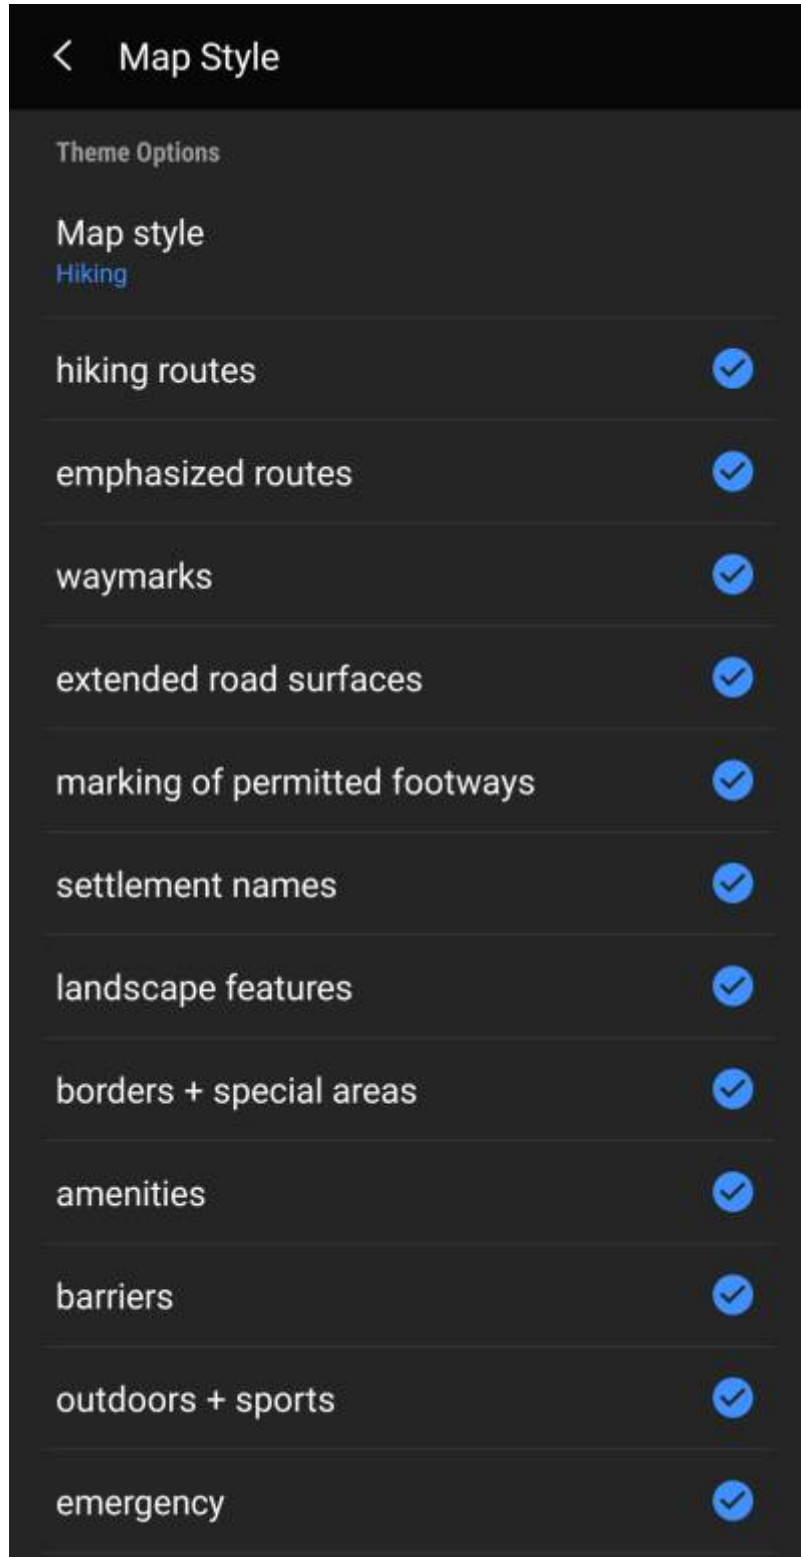 Map Style
Theme Options
Map style
Hiking
hiking routes
emphasized routes
waymarks
extended road surfaces
marking of permitted footways
settlement names
landscape features
borders + special areas
amenities
barriers
outdoors + sports
emergency